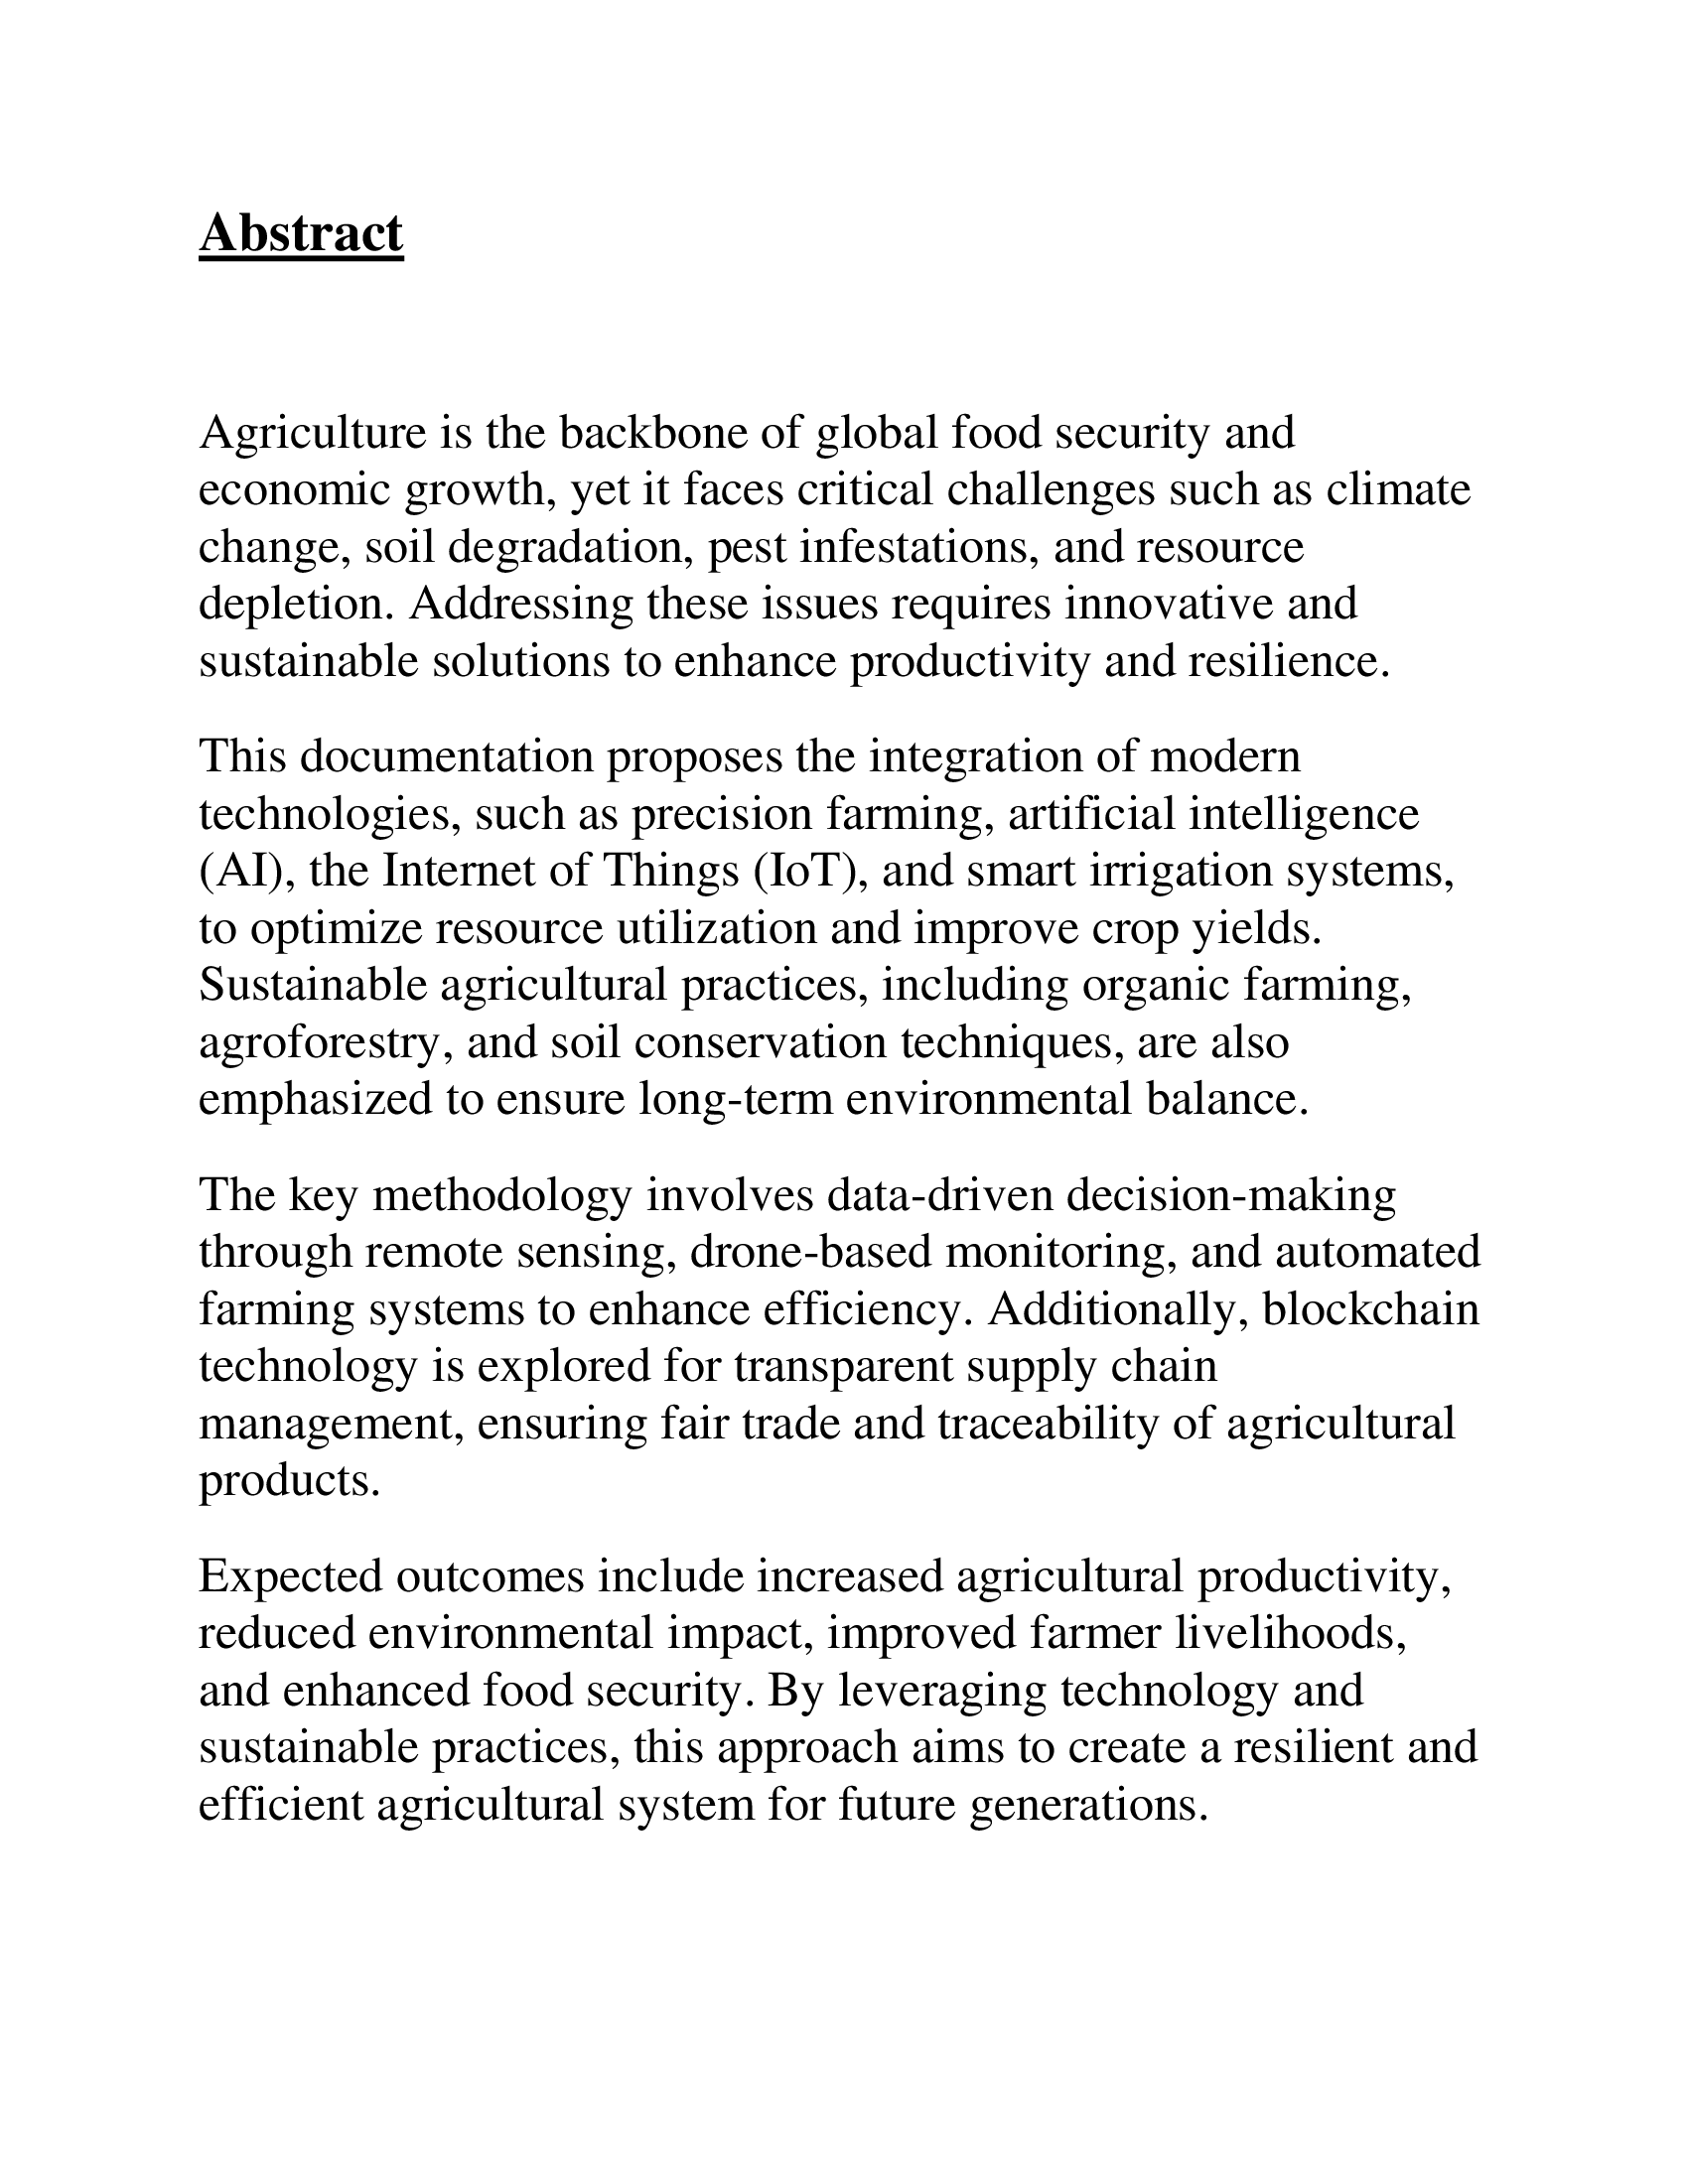 Abstract
Agriculture is the backbone of global food security and
economic growth, yet it faces critical challenges such as climate
change, soil degradation, pest infestations, and resource
depletion. Addressing these issues requires innovative and
sustainable solutions to enhance productivity and resilience.
This documentation proposes the integration of modern
technologies, such as precision farming, artificial intelligence
(AI), the Internet of Things (IoT), and smart irrigation systems,
to optimize resource utilization and improve crop yields.
Sustainable agricultural practices, including organic farming,
agroforestry, and soil conservation techniques, are also
emphasized to ensure long-term environmental balance.
The key methodology involves data-driven decision-making
through remote sensing, drone-based monitoring, and automated
farming systems to enhance efficiency. Additionally, blockchain
technology is explored for transparent supply chain
management, ensuring fair trade and traceability of agricultural
products.
Expected outcomes include increased agricultural productivity,
reduced environmental impact, improved farmer livelihoods,
and enhanced food security. By leveraging technology and
sustainable practices, this approach aims to create a resilient and
efficient agricultural system for future generations.